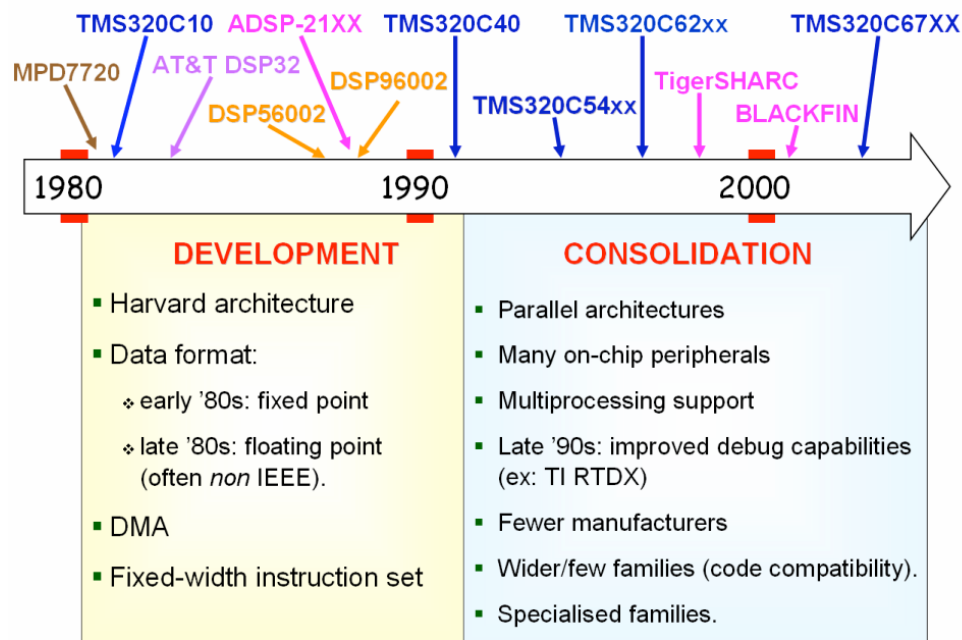 TMS320C10 ADSP-21XX TMS320C40 TMS320C62xx TMS320C67XX
MPD7720 AT&T DSP32 DSP96002 TigerSHARC
DSP56002 TMS320C54xx BLACKFIN
1980 1990 2000
DEVELOPMENT
▪ Harvard architecture
▪ Data format:
❖ early '80s: fixed point
❖ late '80s: floating point
(often non IEEE).
▪ DMA
▪ Fixed-width instruction set
CONSOLIDATION
▪ Parallel architectures
▪ Many on-chip peripherals
▪ Multiprocessing support
▪ Late '90s: improved debug capabilities
(ex: TI RTDX)
▪ Fewer manufacturers
▪ Wider/few families (code compatibility).
▪ Specialised families.